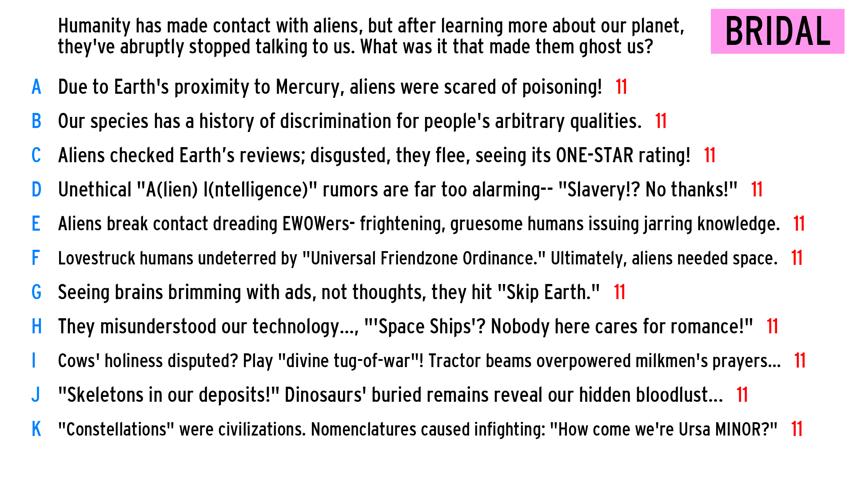 Humanity has made contact with aliens, but after learning more about our planet,
they've abruptly stopped talking to us. What was it that made them ghost us?
BRIDAL
A Due to Earth's proximity to Mercury, aliens were scared of poisoning! 11
B Our species has a history of discrimination for people's arbitrary qualities. 11
C Aliens checked Earth’s reviews; disgusted, they flee, seeing its ONE-STAR rating! 11
D Unethical "A(lien) I(ntelligence)" rumors are far too alarming-- "Slavery!? No thanks!" 11
E Aliens break contact dreading EWOWers- frightening, gruesome humans issuing jarring knowledge. 11
F Lovestruck humans undeterred by "Universal Friendzone Ordinance." Ultimately, aliens needed space. 11
G Seeing brains brimming with ads, not thoughts, they hit "Skip Earth." 11
H They misunderstood our technology..., "'Space Ships'? Nobody here cares for romance!" 11
I Cows' holiness disputed? Play "divine tug-of-war"! Tractor beams overpowered milkmen's prayers... 11
J "Skeletons in our deposits!" Dinosaurs' buried remains reveal our hidden bloodlust... 11
K "Constellations" were civilizations. Nomenclatures caused infighting: "How come we're Ursa MINOR?" 11